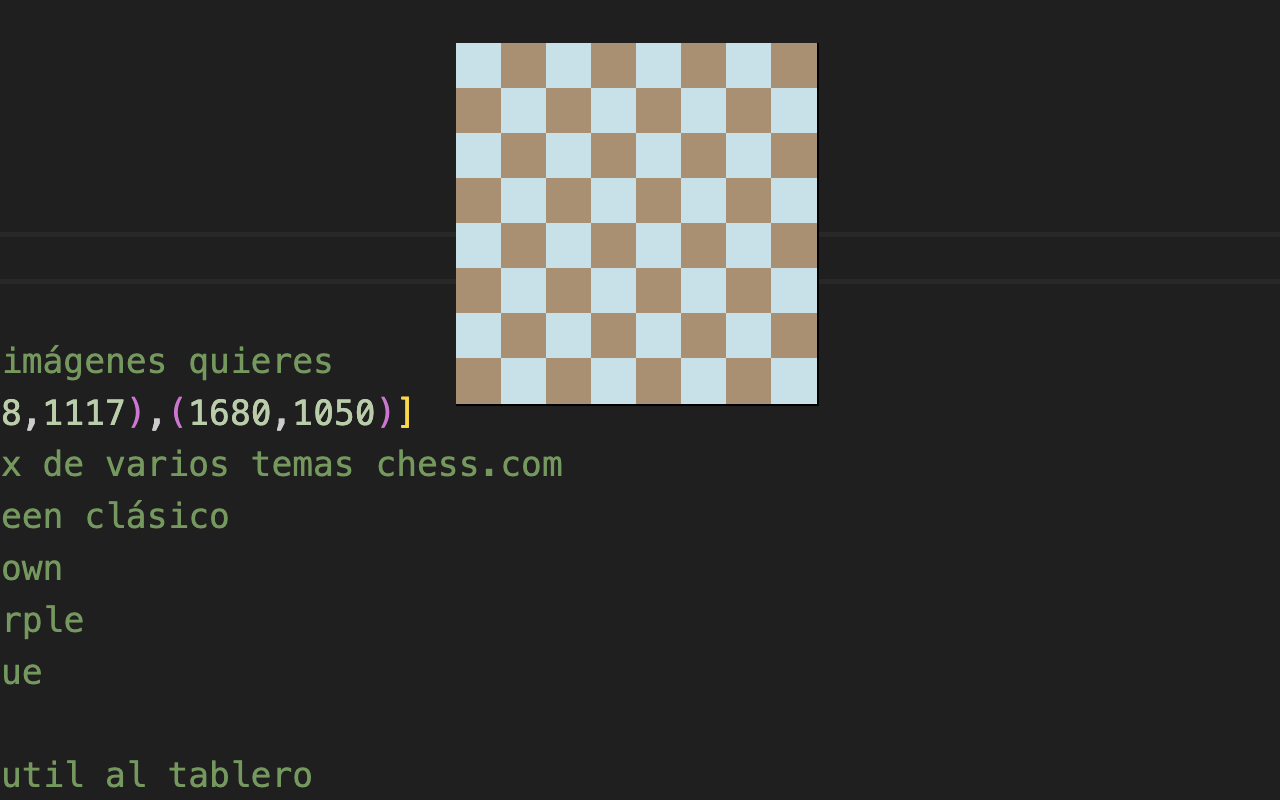 imágenes quieres
8,1117),(1680,1050)]
x de varios temas chess.com
een clásico
own
rple
ue
util al tablero